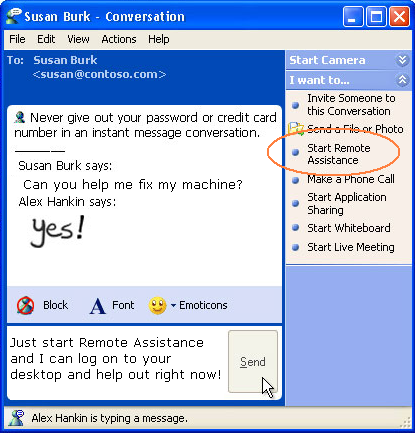 Susan Burk - Conversation
File Edit View Actions Help
To: Susan Burk
<susan@contoso.com>
Never give out your password or credit card
number in an instant message conversation.
Susan Burk says:
Can you help me fix my machine?
Alex Hankin says:
yes!
Block Font Emoticons
Just start Remote Assistance
and I can log on to your
desktop and help out right now!
Send
Start Camera
I want to...
Invite Someone to
this Conversation
Send a File or Photo
Start Remote
Assistance
Make a Phone Call
Start Application
Sharing
Start Whiteboard
Start Live Meeting
Alex Hankin is typing a message.